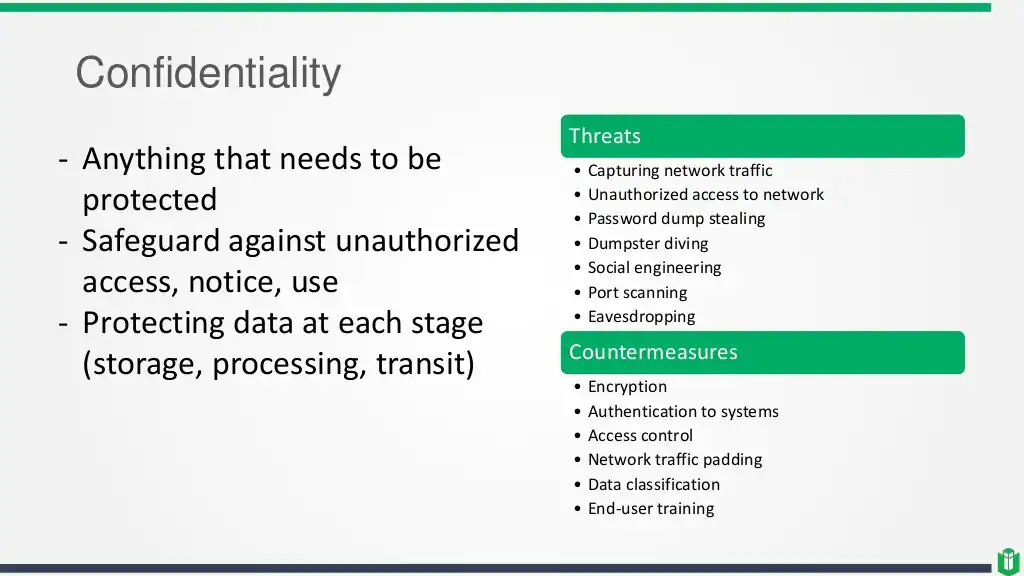 Confidentiality
- Anything that needs to be
protected
- Safeguard against unauthorized
access, notice, use
- Protecting data at each stage
(storage, processing, transit)
Threats
• Capturing network traffic
• Unauthorized access to network
• Password dump stealing
• Dumpster diving
• Social engineering
• Port scanning
• Eavesdropping
Countermeasures
• Encryption
• Authentication to systems
• Access control
• Network traffic padding
• Data classification
• End-user training